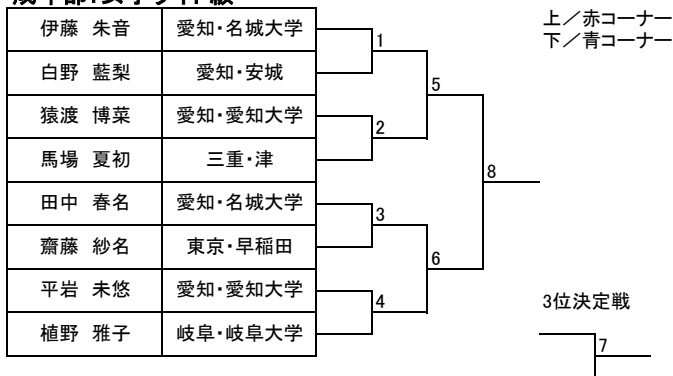 伊藤 朱音 愛知・名城大学
白野 藍梨 愛知・安城
猿渡 博菜 愛知・愛知大学
馬場 夏初 三重・津
田中 春名 愛知・名城大学
齋藤 紗名 東京・早稲田
平岩 未悠 愛知・愛知大学
植野 雅子 岐阜・岐阜大学
1
2
3
4
5
6
8
上／赤コーナー
下／青コーナー
3位決定戦
7